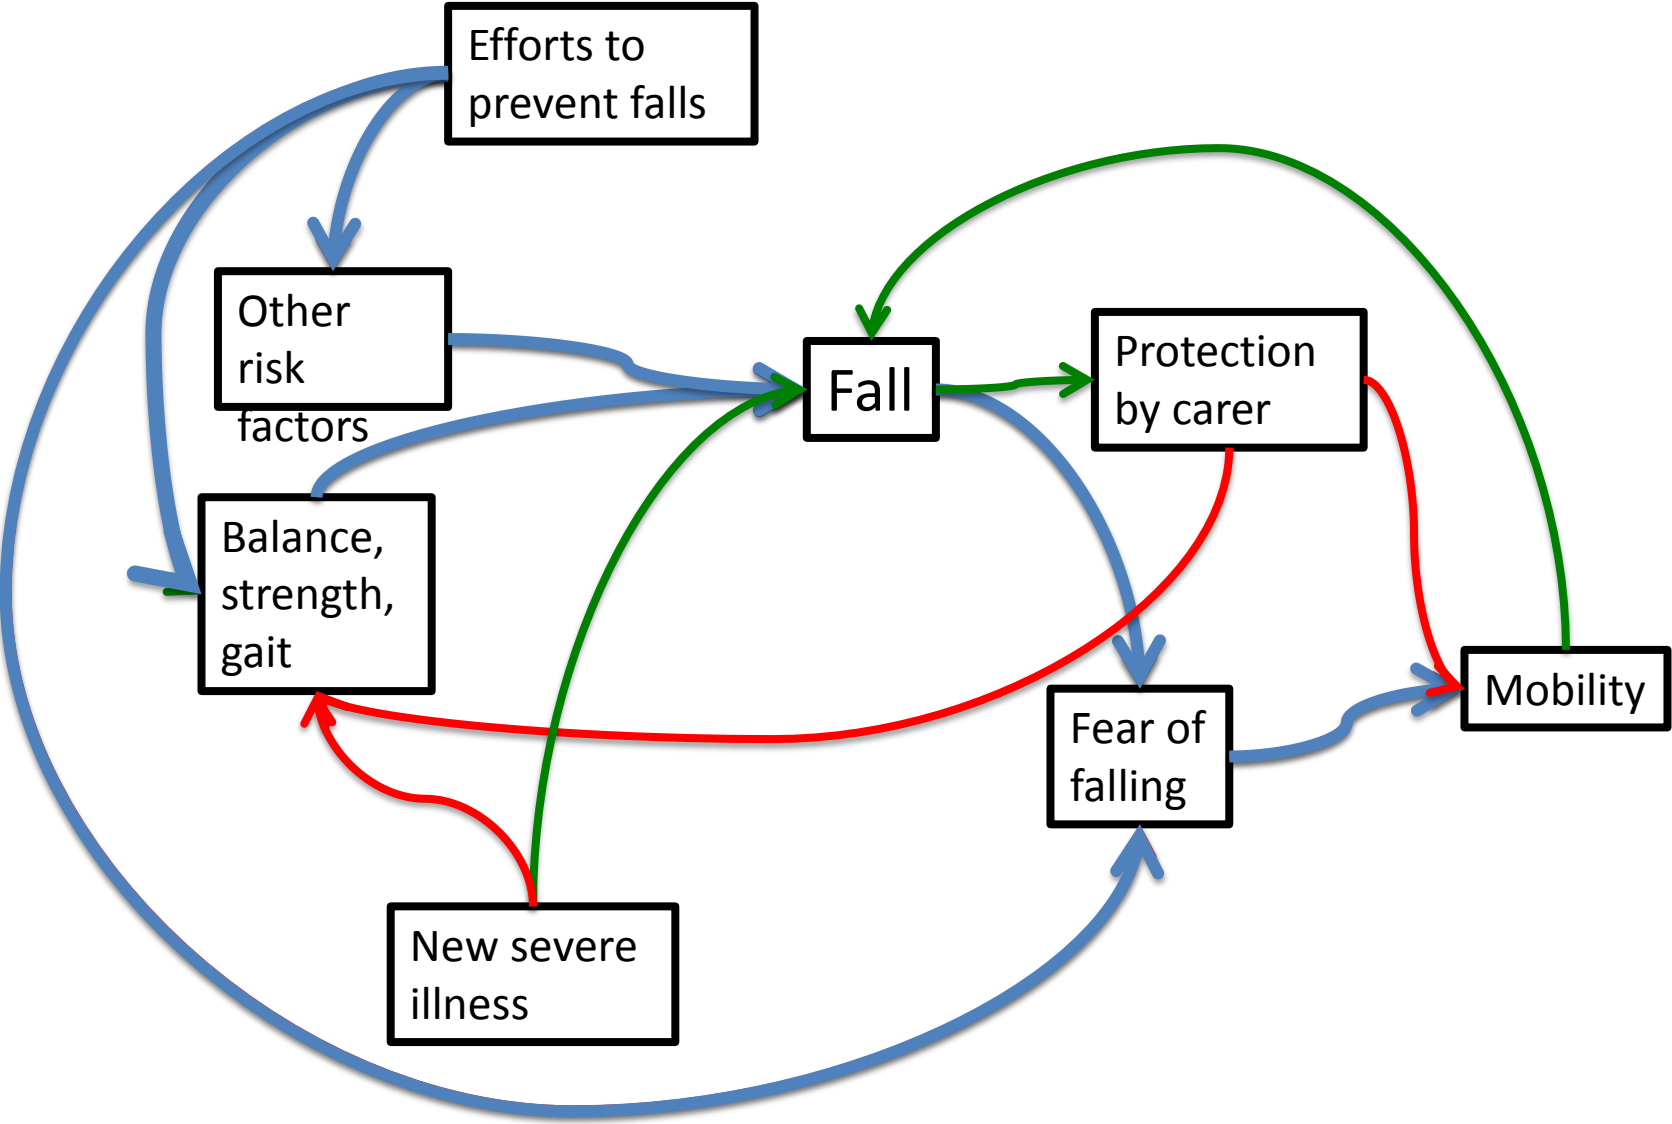 Efforts to
prevent falls
Other
risk
factors
Fall
Protection
by carer
Balance,
strength,
gait
Mobility
Fear of
falling
New severe
illness